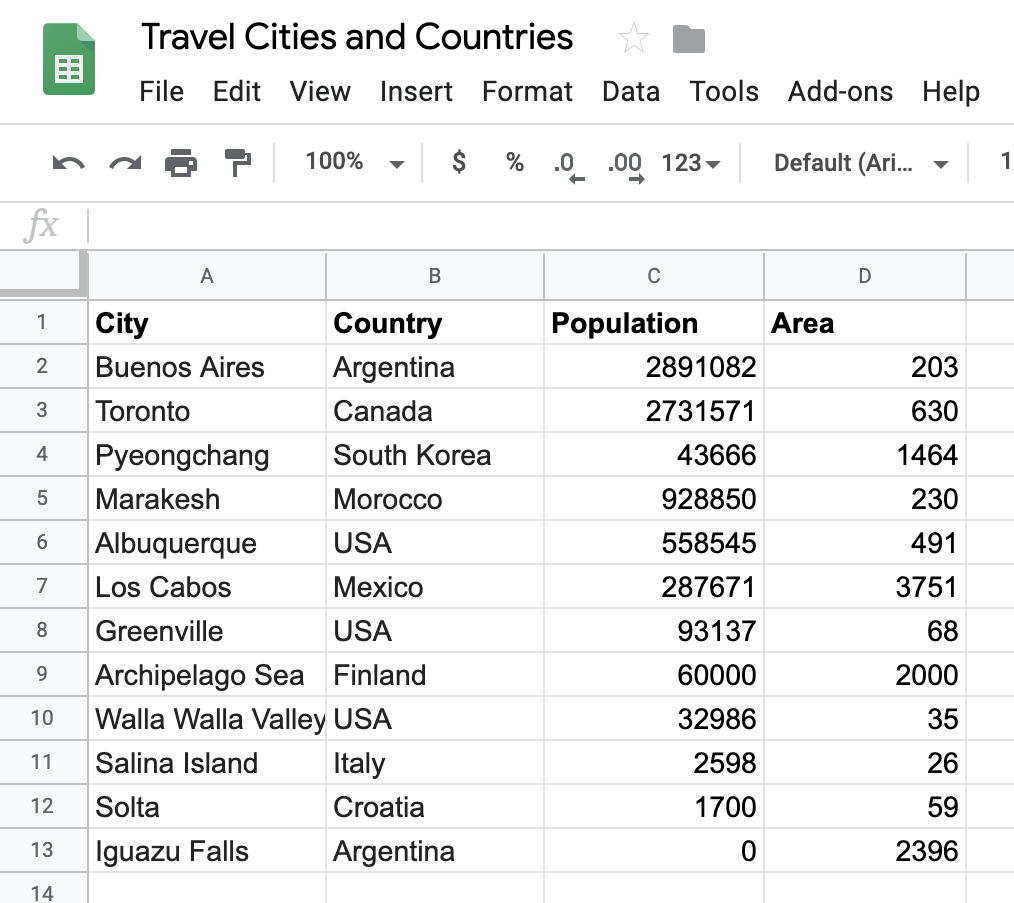 Travel Cities and Countries
File Edit View Insert Format Data Tools Add-ons Help
100% $ % .0 .00 123 Default (Ari... 1
fx
A B C D
1 City Country Population Area
2 Buenos Aires Argentina 2891082 203
3 Toronto Canada 2731571 630
4 Pyeongchang South Korea 43666 1464
5 Marakesh Morocco 928850 230
6 Albuquerque USA 558545 491
7 Los Cabos Mexico 287671 3751
8 Greenville USA 93137 68
9 Archipelago Sea Finland 60000 2000
10 Walla Walla Valley USA 32986 35
11 Salina Island Italy 2598 26
12 Solta Croatia 1700 59
13 Iguazu Falls Argentina 0 2396
14